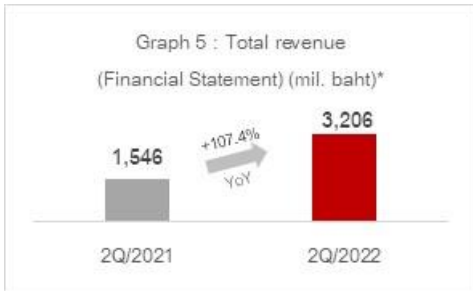 Graph 5 : Total revenue
(Financial Statement) (mil. baht)*
3,206
+107.4%
1,546
YoY
2Q/2021
2Q/2022